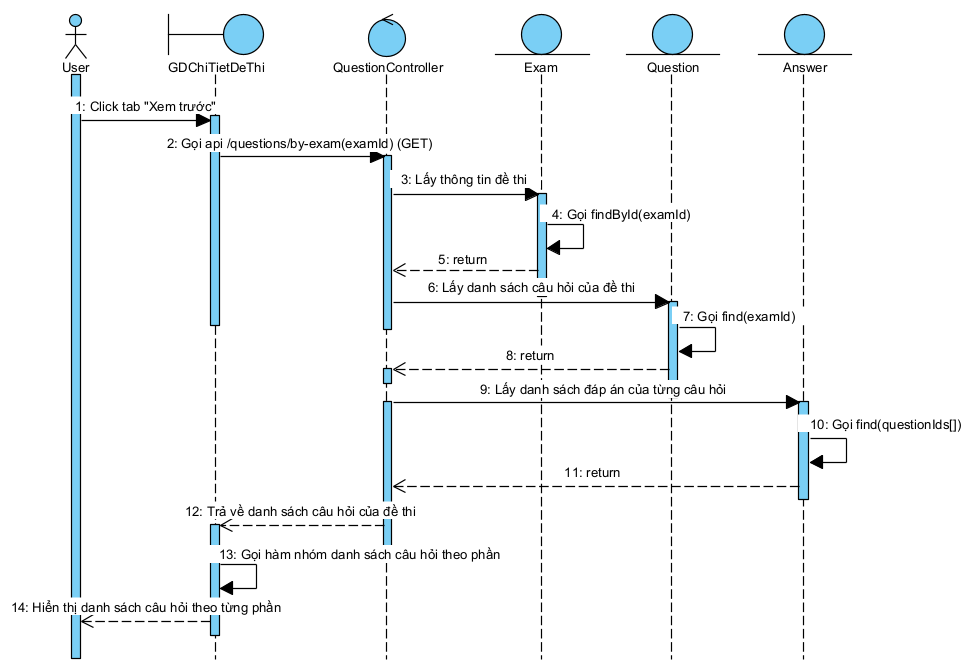 User
GDChiTietDeThi
QuestionController
Exam
Question
Answer
1: Click tab "Xem trước"
2: Gọi api /questions/by-exam(examId) (GET)
3: Lấy thông tin đề thi
4: Gọi findById(examId)
5: return
6: Lấy danh sách câu hỏi của đề thi
7: Gọi find(examId)
8: return
9: Lấy danh sách đáp án của từng câu hỏi
10: Gọi find(questionIds[])
11: return
12: Trả về danh sách câu hỏi của đề thi
13: Gọi hàm nhóm danh sách câu hỏi theo phần
14: Hiển thị danh sách câu hỏi theo từng phần